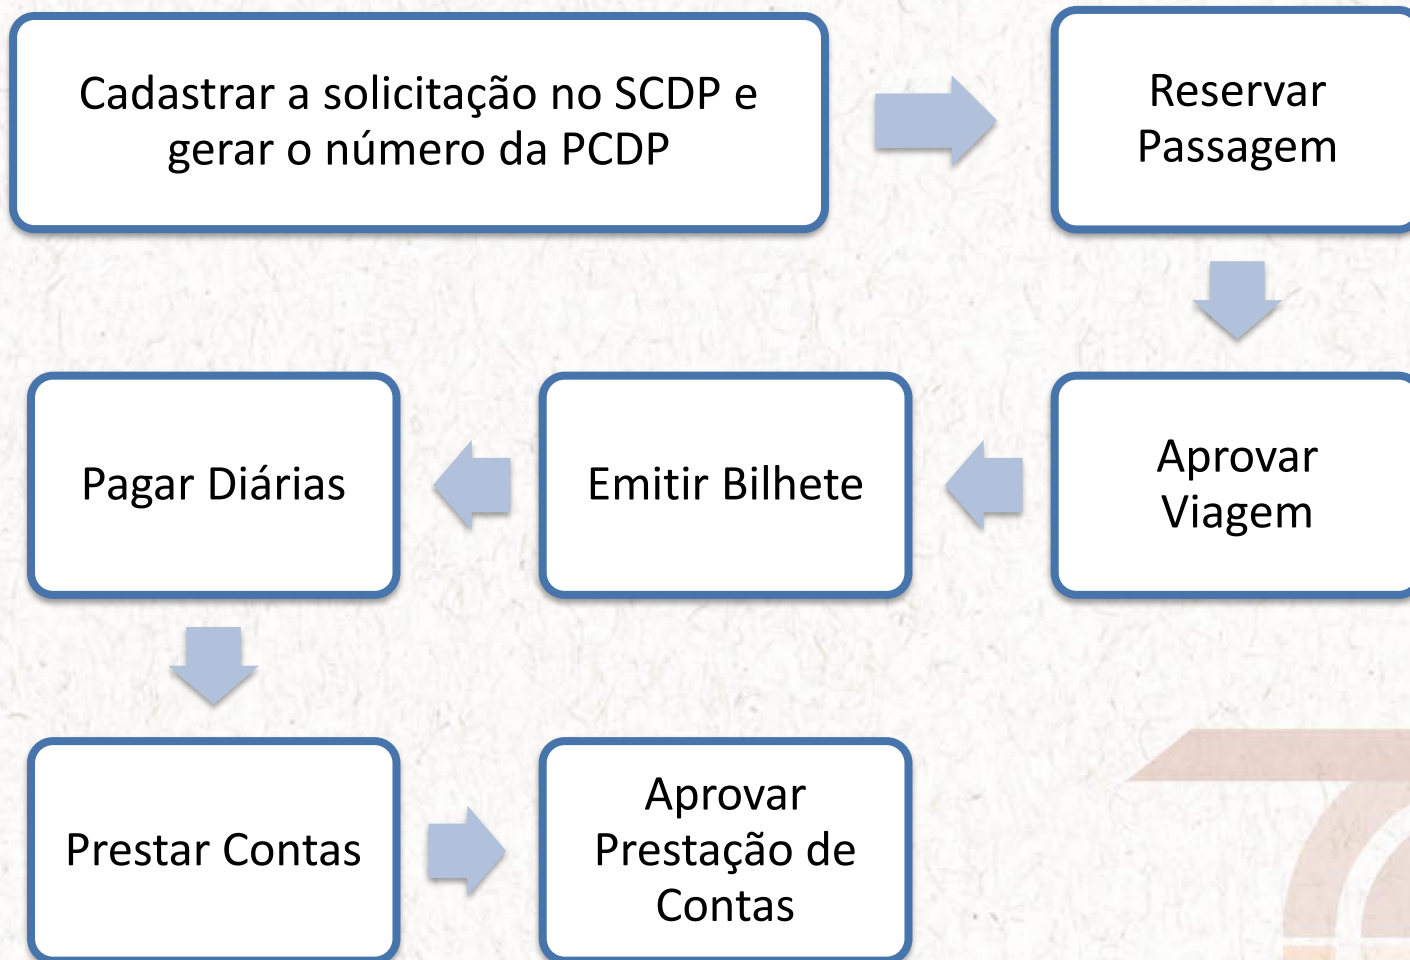 Cadastrar a solicitação no SCDP e
gerar o número da PCDP
Reservar
Passagem
Aprovar
Viagem
Emitir Bilhete
Pagar Diárias
Prestar Contas
Aprovar
Prestação de
Contas